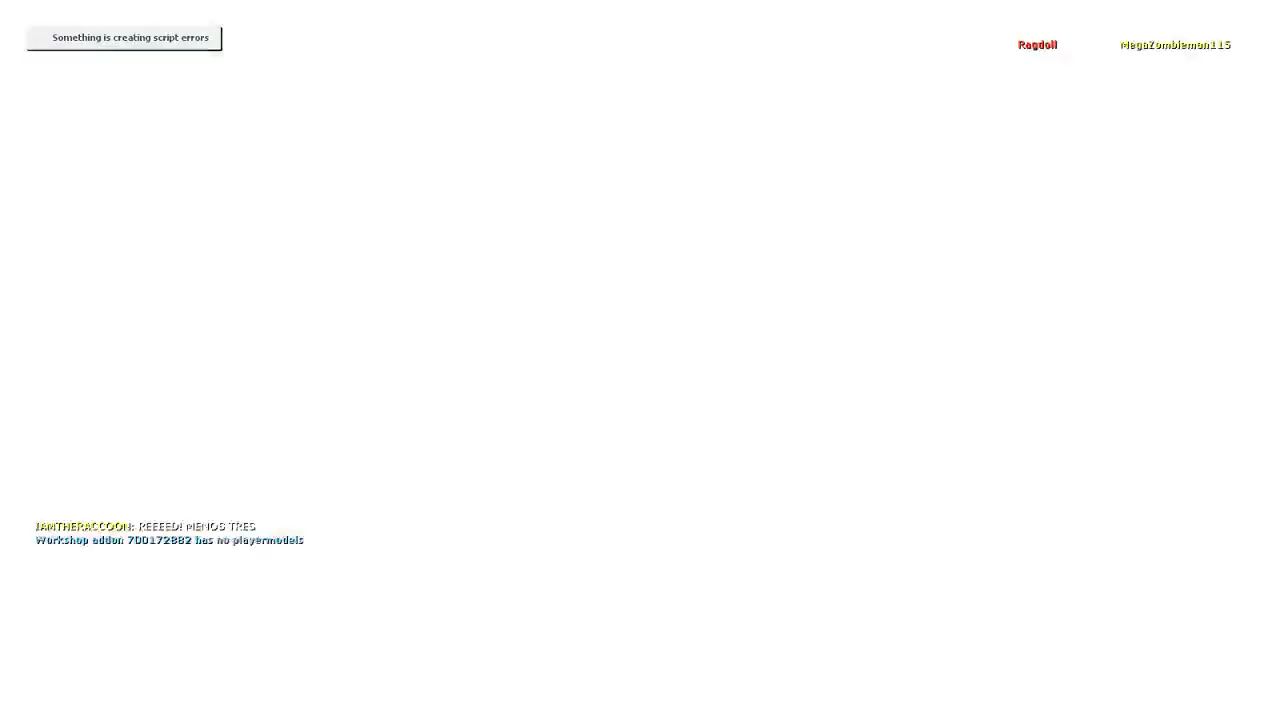 Something is creating script errors
Ragdoll MegaZombieman115
IAMTHERACCOON: REEEED! MENOS TRES
Workshop addon 700172882 has no playermodels